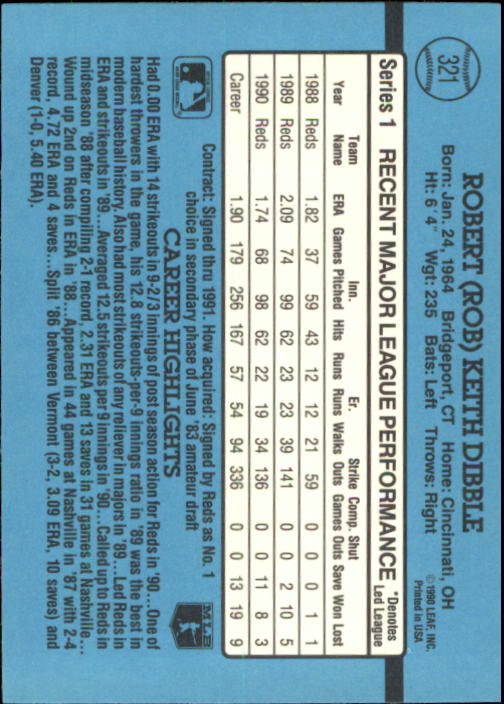 321
ROBERT (ROB) KEITH DIBBLE
Born: Jan. 24, 1964 Bridgeport, CT Home: Cincinnati, OH
Ht: 6' 4" Wgt: 235 Bats: Left Throws: Right
© 1990 LEAF, INC.
Printed in USA
Series 1 RECENT MAJOR LEAGUE PERFORMANCE *Denotes Led League
Year Team Name ERA Games Inn. Pitched Hits Runs Er. Runs Walks Strike Outs Comp. Games Shut Outs Save Won Lost
1988 Reds 1.82 37 59 43 12 12 21 59 0 0 0 1 1
1989 Reds 2.09 74 99 62 23 23 39 141 0 0 2 10 5
1990 Reds 1.74 68 98 62 22 19 34 136 0 0 11 8 3
Career 1.90 179 256 167 57 54 94 336 0 0 13 19 9
Contract: Signed thru 1991. How acquired: Signed by Reds as No. 1
choice in secondary phase of June '83 amateur draft
MLB
CAREER HIGHLIGHTS
Had 0.00 ERA with 14 strikeouts in 9-2/3 innings of post season action for Reds in '90...One of
hardest throwers in the game, his 12.8 strikeouts-per-9 innings ratio in '89 was the best in
modern baseball history. Also had most strikeouts of any reliever in majors in '89...Led Reds in
ERA and strikeouts in '89...Averaged 12.5 strikeouts per 9 innings in '90...Called up to Reds in
midseason '88 after compiling 2-1 record, 2.31 ERA and 13 saves in 31 games at Nashville...
Wound up 2nd on Reds in ERA in '88...Appeared in 44 games at Nashville in '87 with 2-4
record, 4.72 ERA and 4 saves...Split '86 between Vermont (3-2, 3.09 ERA, 10 saves) and
Denver (1-0, 5.40 ERA).